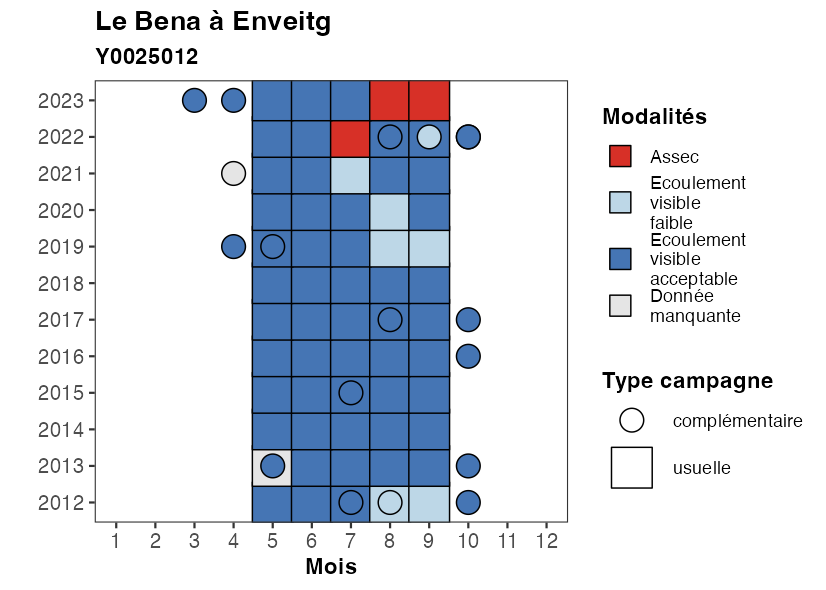 Le Bena à Enveitg
Y0025012
2023
2022
2021
2020
2019
2018
2017
2016
2015
2014
2013
2012
1 2 3 4 5 6 7 8 9 10 11 12
Mois
Modalités
Assec
Ecoulement
visible
faible
Ecoulement
visible
acceptable
Donnée
manquante
Type campagne
complémentaire
usuelle